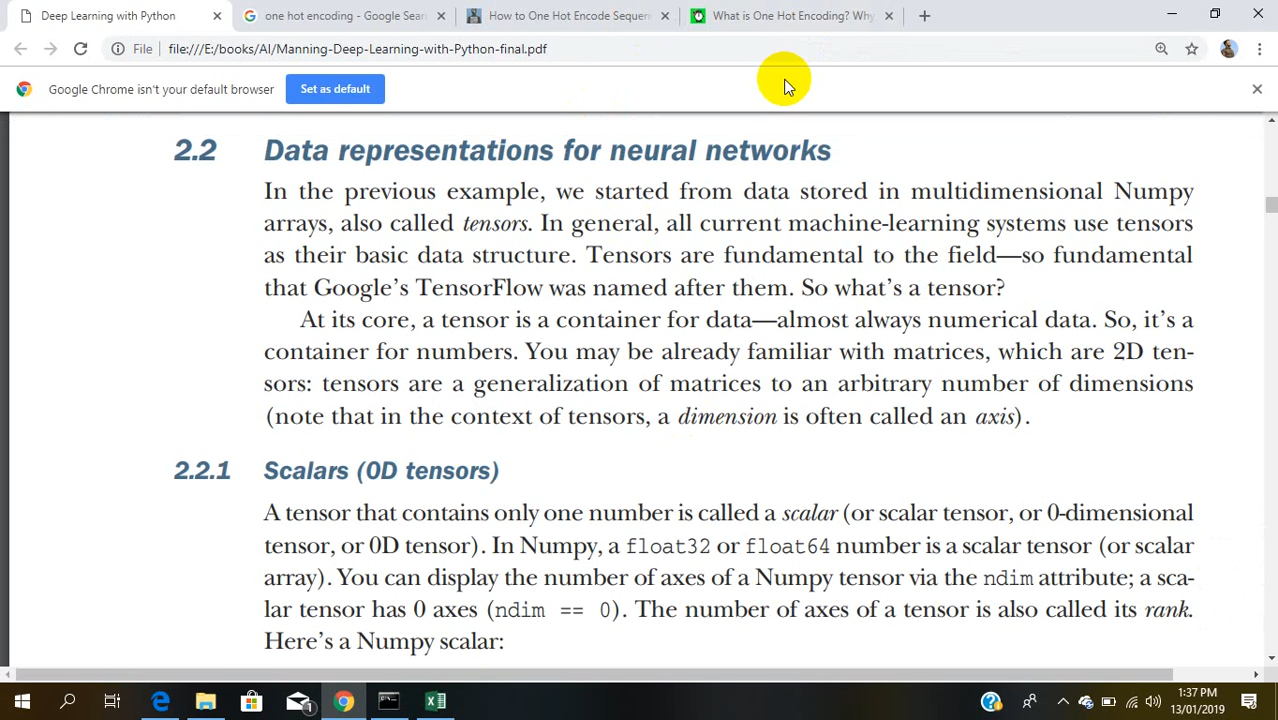 Deep Learning with Python
one hot encoding - Google Sear
How to One Hot Encode Sequen
What is One Hot Encoding? Why
File
file:///E:/books/AI/Manning-Deep-Learning-with-Python-final.pdf
Google Chrome isn't your default browser
Set as default
2.2 Data representations for neural networks
In the previous example, we started from data stored in multidimensional Numpy
arrays, also called tensors. In general, all current machine-learning systems use tensors
as their basic data structure. Tensors are fundamental to the field—so fundamental
that Google's TensorFlow was named after them. So what's a tensor?
At its core, a tensor is a container for data—almost always numerical data. So, it's a
container for numbers. You may be already familiar with matrices, which are 2D ten-
sors: tensors are a generalization of matrices to an arbitrary number of dimensions
(note that in the context of tensors, a dimension is often called an axis).
2.2.1 Scalars (0D tensors)
A tensor that contains only one number is called a scalar (or scalar tensor, or 0-dimensional
tensor, or 0D tensor). In Numpy, a float32 or float64 number is a scalar tensor (or scalar
array). You can display the number of axes of a Numpy tensor via the ndim attribute; a sca-
lar tensor has 0 axes (ndim == 0). The number of axes of a tensor is also called its rank.
Here's a Numpy scalar:
1:37 PM
13/01/2019